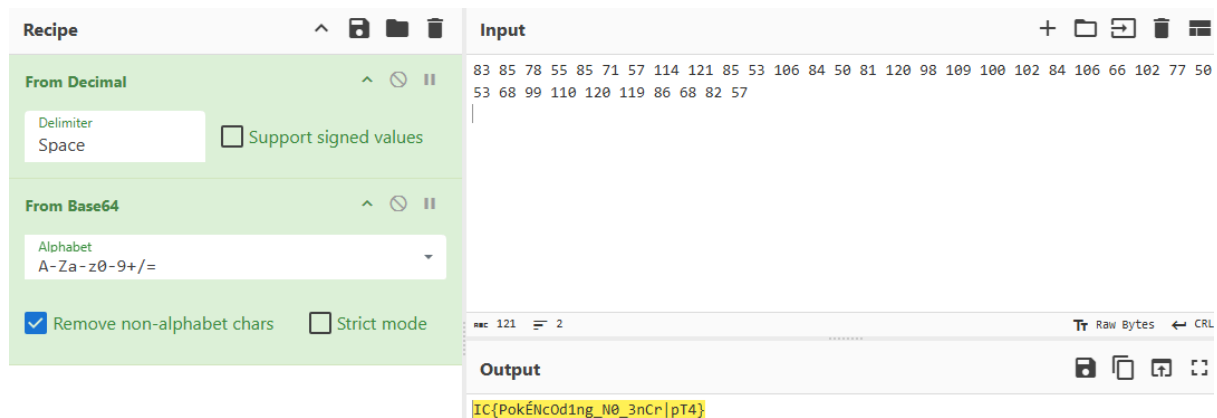 Recipe
From Decimal
Delimiter
Space
Support signed values
From Base64
Alphabet
A-Za-z0-9+/=
Remove non-alphabet chars
Strict mode
Input
83 85 78 55 85 71 57 114 121 85 53 106 84 50 81 120 98 109 100 102 84 106 66 102 77 50
53 68 99 110 120 119 86 68 82 57
ʀʙᴄ 121 2
Tт Raw Bytes ↵ CRL
Output
IC{PokÉNcOd1ng_N0_3nCr|pT4}